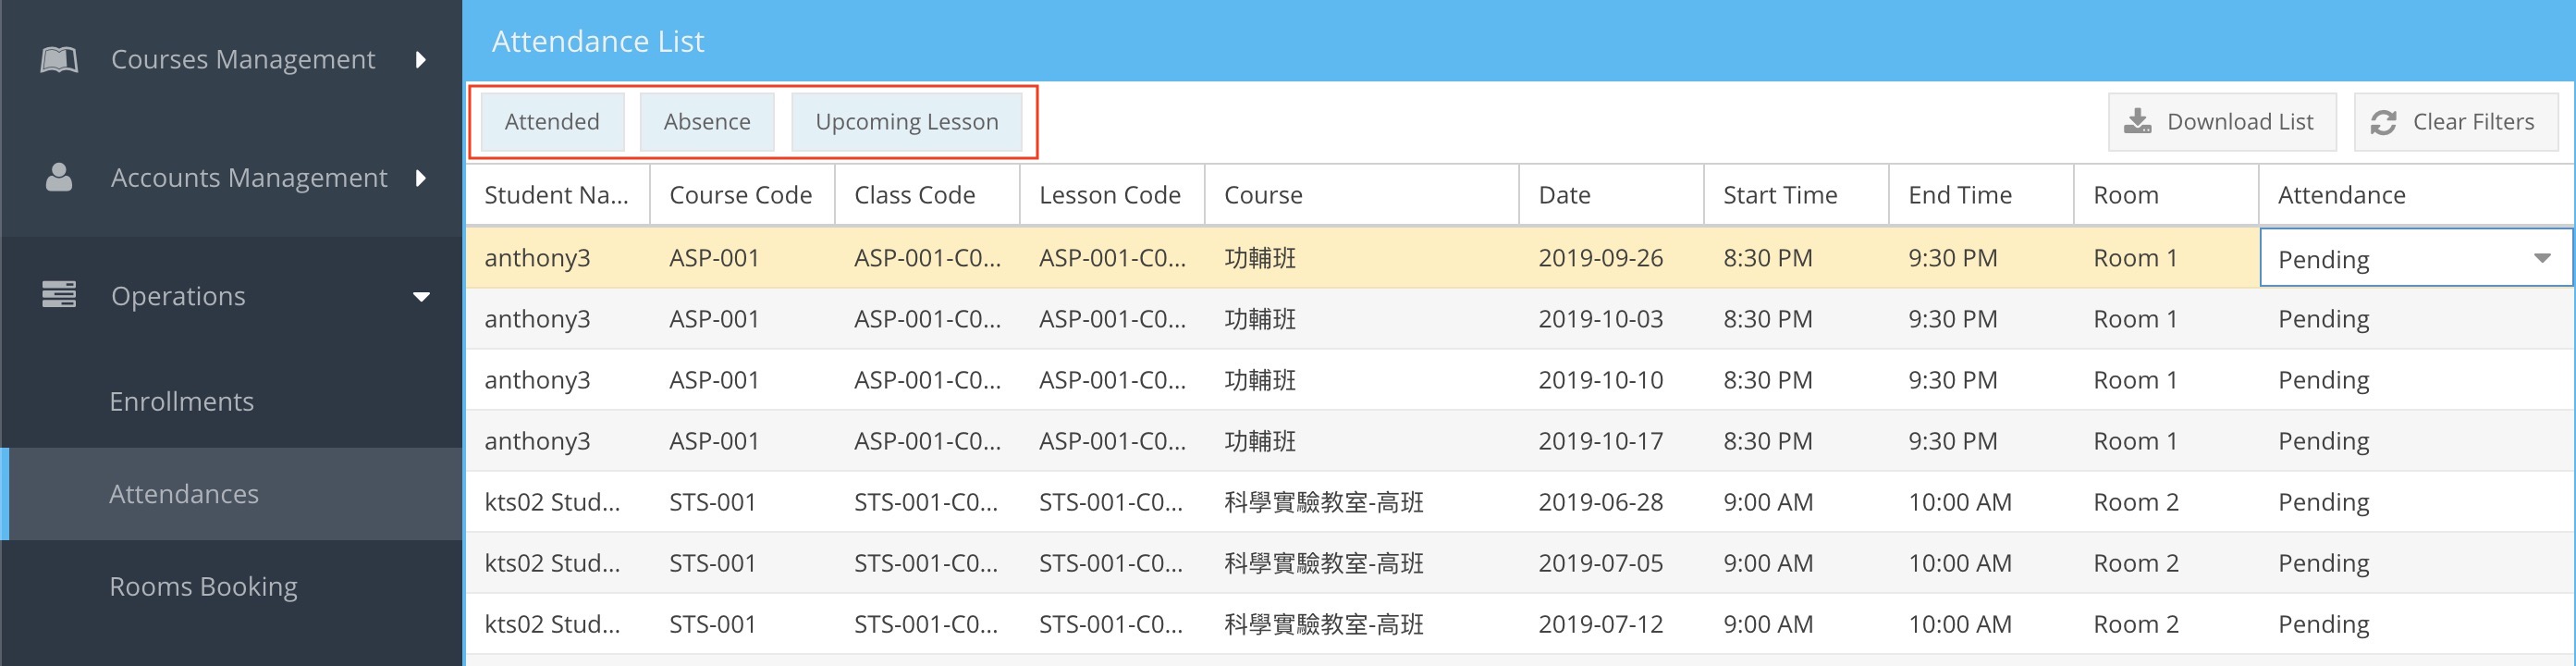 Courses Management
Accounts Management
Operations
Enrollments
Attendances
Rooms Booking
Attendance List
Attended Absence Upcoming Lesson Download List Clear Filters
Student Na... Course Code Class Code Lesson Code Course Date Start Time End Time Room Attendance
anthony3 ASP-001 ASP-001-C0... ASP-001-C0... 功輔班 2019-09-26 8:30 PM 9:30 PM Room 1 Pending
anthony3 ASP-001 ASP-001-C0... ASP-001-C0... 功輔班 2019-10-03 8:30 PM 9:30 PM Room 1 Pending
anthony3 ASP-001 ASP-001-C0... ASP-001-C0... 功輔班 2019-10-10 8:30 PM 9:30 PM Room 1 Pending
anthony3 ASP-001 ASP-001-C0... ASP-001-C0... 功輔班 2019-10-17 8:30 PM 9:30 PM Room 1 Pending
kts02 Stud... STS-001 STS-001-C0... STS-001-C0... 科學實驗教室-高班 2019-06-28 9:00 AM 10:00 AM Room 2 Pending
kts02 Stud... STS-001 STS-001-C0... STS-001-C0... 科學實驗教室-高班 2019-07-05 9:00 AM 10:00 AM Room 2 Pending
kts02 Stud... STS-001 STS-001-C0... STS-001-C0... 科學實驗教室-高班 2019-07-12 9:00 AM 10:00 AM Room 2 Pending